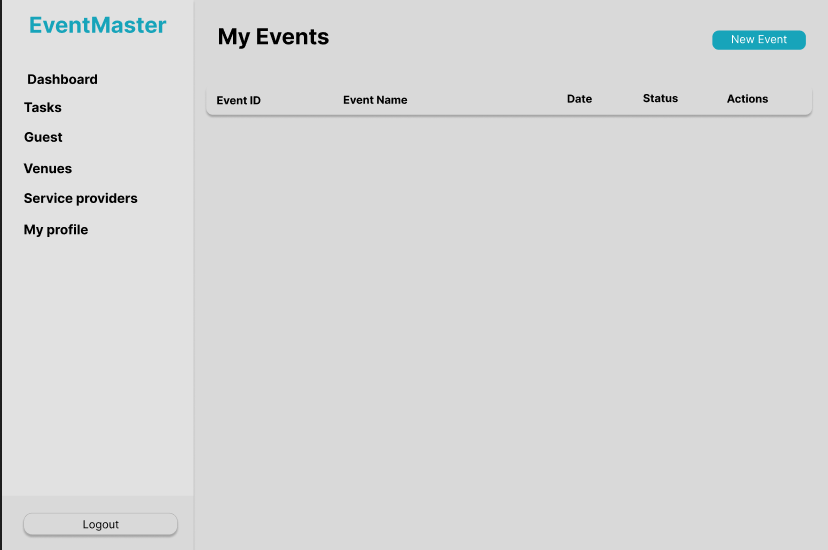 EventMaster
Dashboard
Tasks
Guest
Venues
Service providers
My profile
Logout
My Events
New Event
Event ID Event Name Date Status Actions